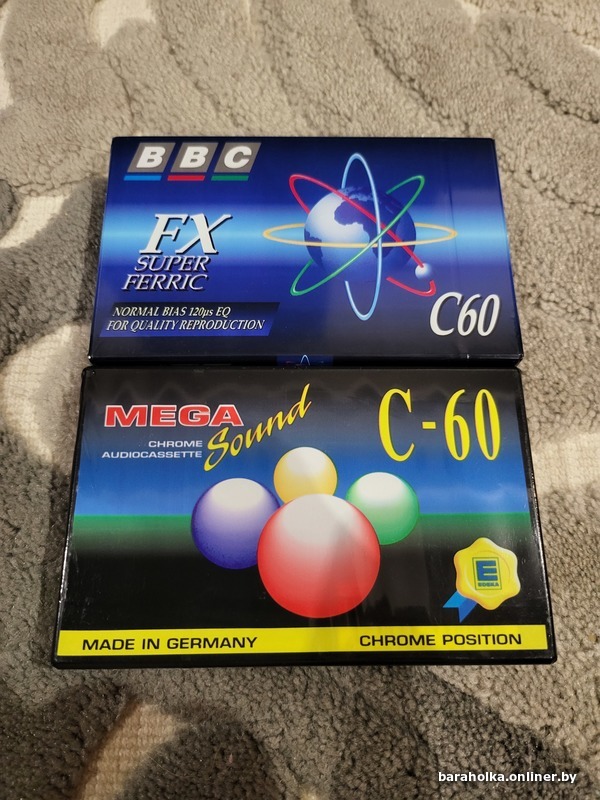 BBC
FX
SUPER
FERRIC
NORMAL BIAS 120µs EQ
FOR QUALITY REPRODUCTION
C60
MEGA
Sound
CHROME
AUDIOCASSETTE
C-60
E
EDEKA
MADE IN GERMANY
CHROME POSITION
baraholka.onliner.by